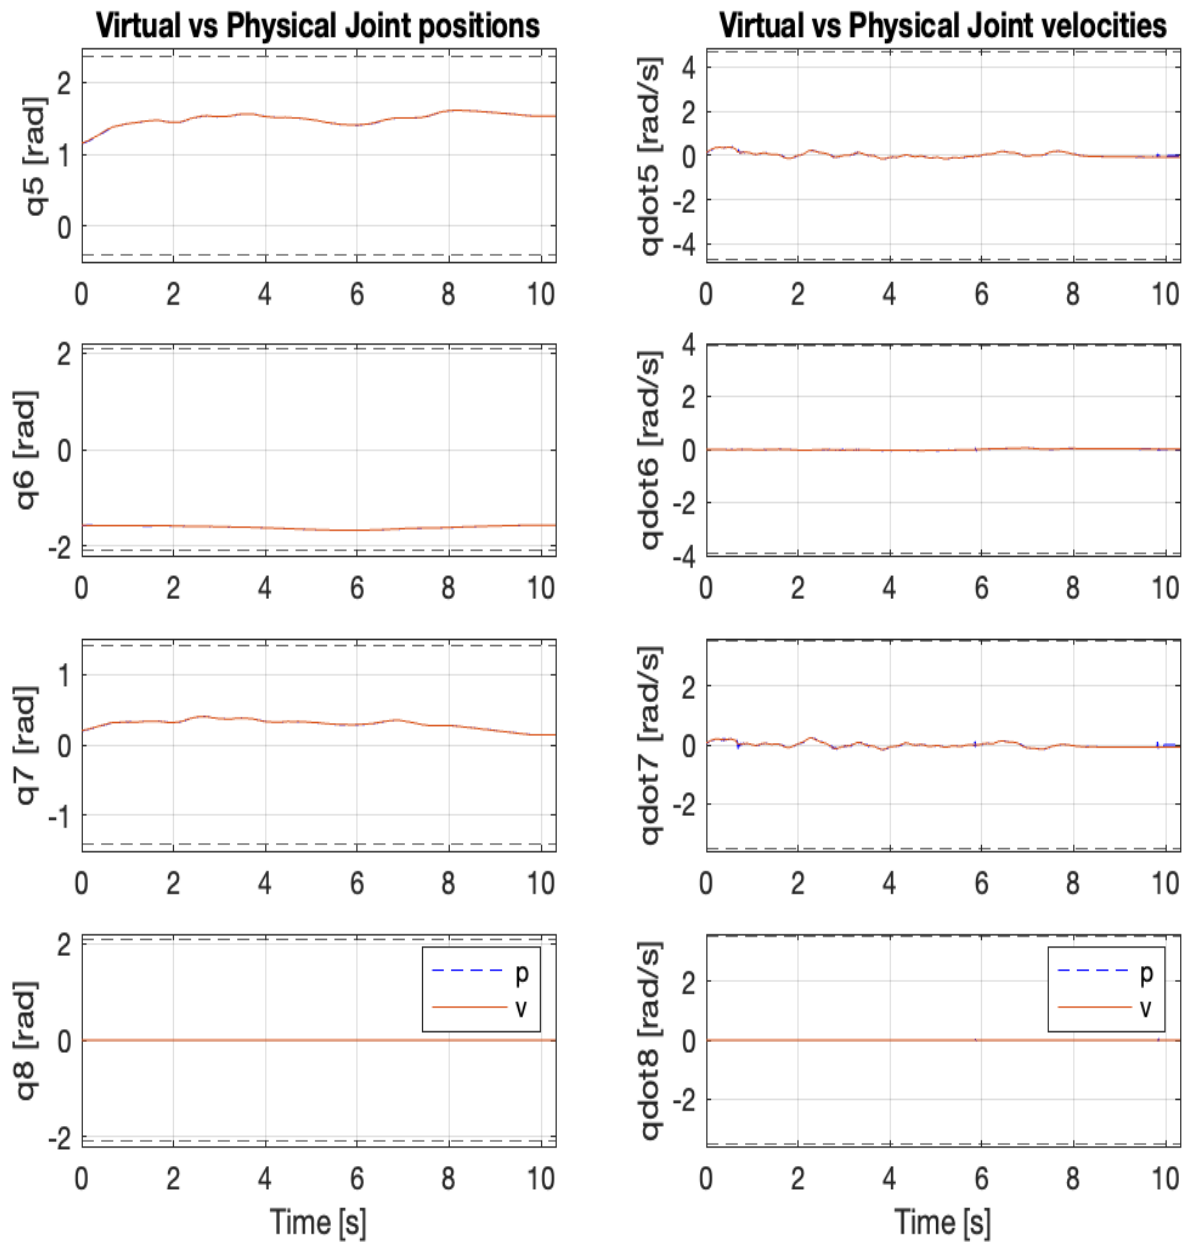 Virtual vs Physical Joint positions
q5 [rad]
2
1
0
0 2 4 6 8 10
q6 [rad]
2
0
-2
0 2 4 6 8 10
q7 [rad]
1
0
-1
0 2 4 6 8 10
q8 [rad]
2
0
-2
p
v
0 2 4 6 8 10
Time [s]
Virtual vs Physical Joint velocities
qdot5 [rad/s]
4
2
0
-2
-4
0 2 4 6 8 10
qdot6 [rad/s]
4
2
0
-2
-4
0 2 4 6 8 10
qdot7 [rad/s]
2
0
-2
0 2 4 6 8 10
qdot8 [rad/s]
2
0
-2
p
v
0 2 4 6 8 10
Time [s]